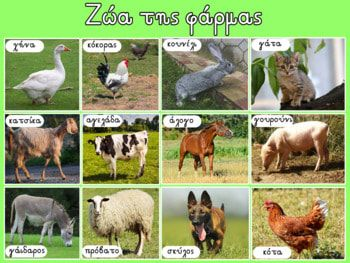 Ζώα της φάρμας
χήνα
κόκορας
κουνέλι
γάτα
κατσίκα
αγελάδα
άλογο
γουρούνι
γάιδαρος
πρόβατο
σκύλος
κότα